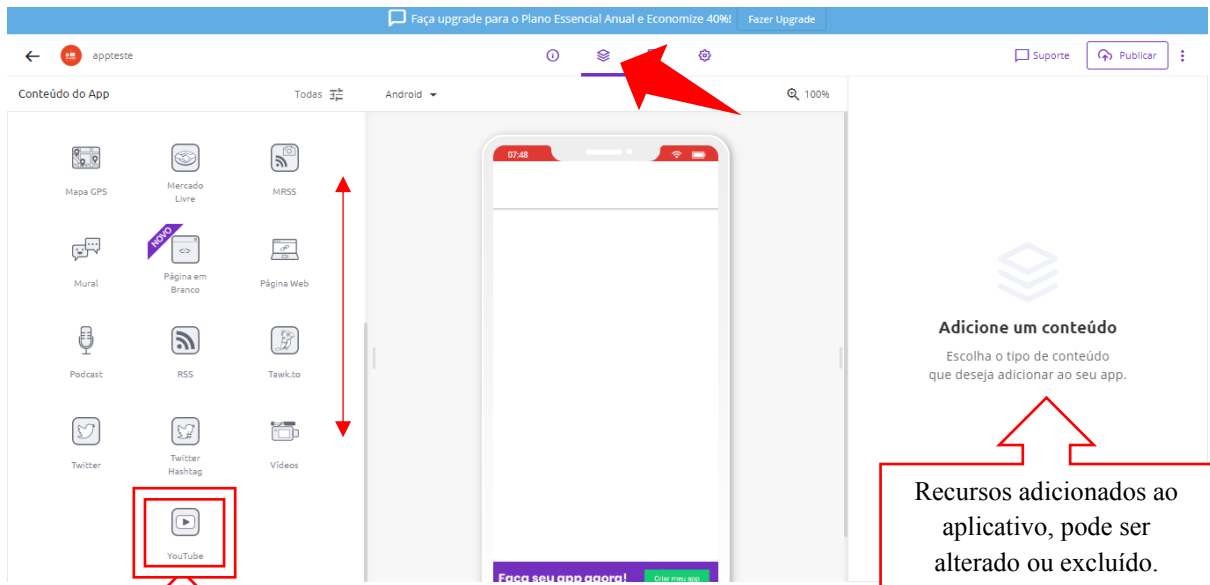 Faça upgrade para o Plano Essencial Anual e Economize 40%! Fazer Upgrade
appteste
Suporte
Publicar
Conteúdo do App
Todas
Android
100%
07:48
Mapa GPS
Mercado
Livre
MRSS
Mural
NOVO
Página em
Branco
Página Web
Podcast
RSS
Tawk.to
Twitter
Twitter
Hashtag
Vídeos
YouTube
Faça seu app agora!
Criar meu app
Adicione um conteúdo
Escolha o tipo de conteúdo
que deseja adicionar ao seu app.
Recursos adicionados ao
aplicativo, pode ser
alterado ou excluído.